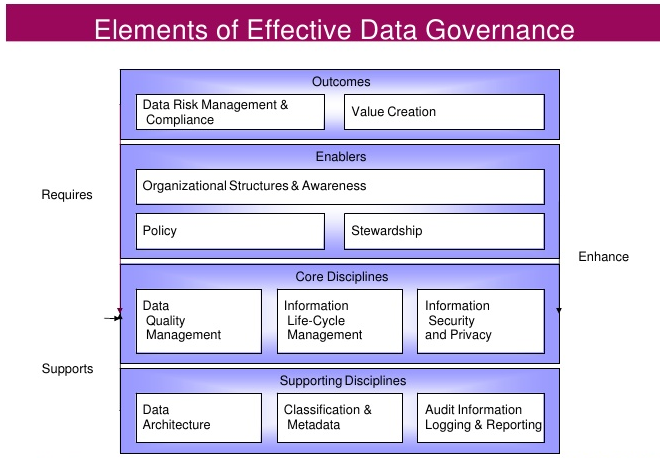 Elements of Effective Data Governance
Outcomes
Data Risk Management &
Compliance
Value Creation
Enablers
Organizational Structures & Awareness
Requires
Policy
Stewardship
Enhance
Core Disciplines
Data
Quality
Management
Information
Life-Cycle
Management
Information
Security
and Privacy
Supports
Supporting Disciplines
Data
Architecture
Classification &
Metadata
Audit Information
Logging & Reporting